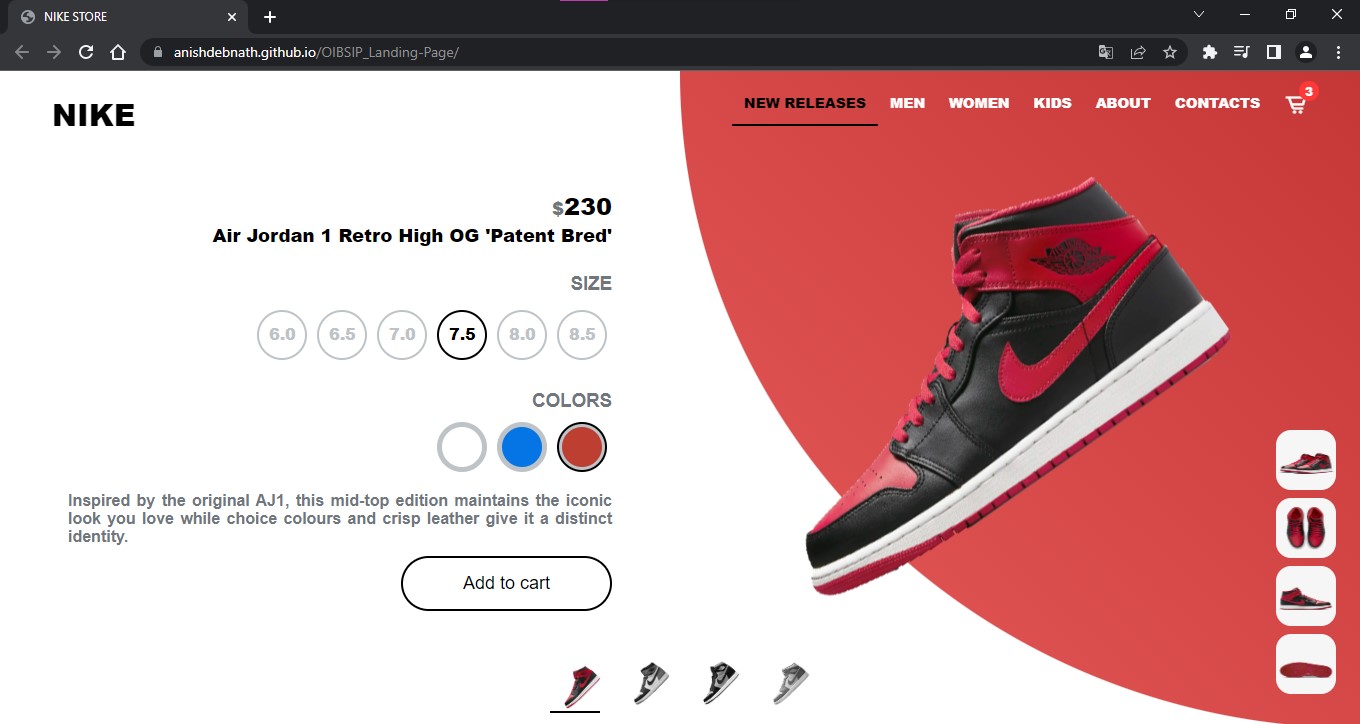 NIKE STORE
anishdebnath.github.io/OIBSIP_Landing-Page/
NIKE
NEW RELEASES MEN WOMEN KIDS ABOUT CONTACTS 3
$230
Air Jordan 1 Retro High OG 'Patent Bred'
SIZE
6.0 6.5 7.0 7.5 8.0 8.5
COLORS
Inspired by the original AJ1, this mid-top edition maintains the iconic
look you love while choice colours and crisp leather give it a distinct
identity.
Add to cart